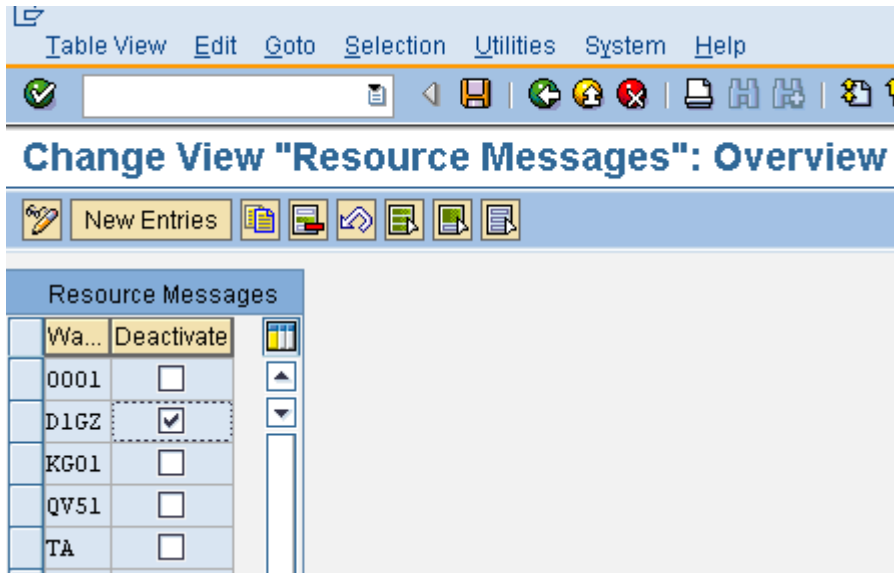 Table View Edit Goto Selection Utilities System Help
Change View "Resource Messages": Overview
New Entries
Resource Messages
Wa... Deactivate
0001
D1GZ
KG01
QV51
TA